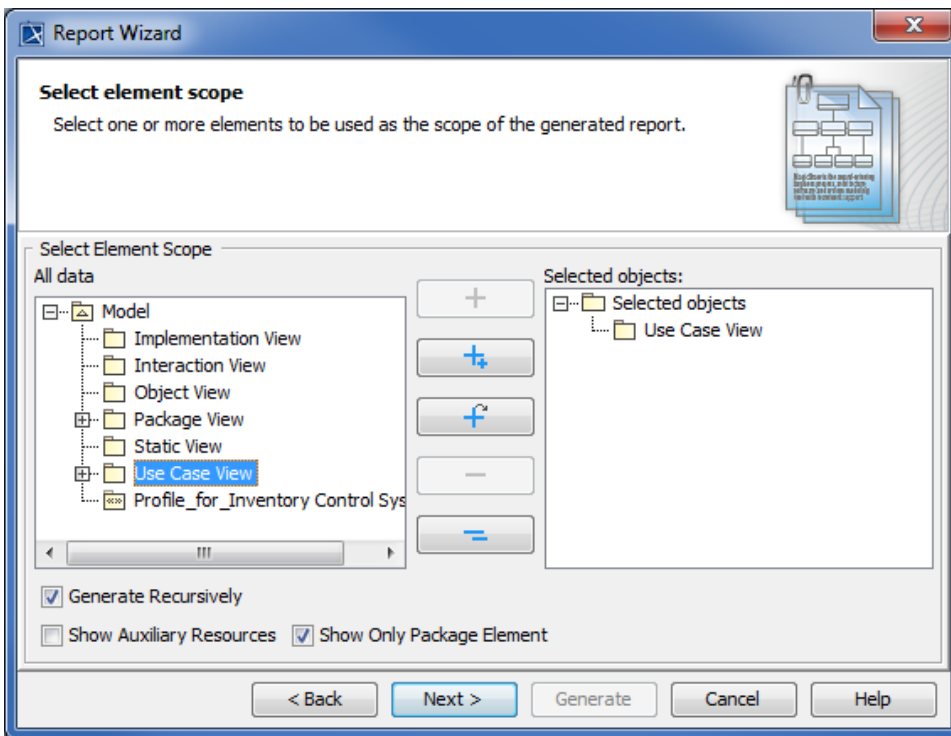 Report Wizard
Select element scope
Select one or more elements to be used as the scope of the generated report.
Select Element Scope
All data
Model
Implementation View
Interaction View
Object View
Package View
Static View
Use Case View
Profile_for_Inventory Control Sys
Selected objects:
Selected objects
Use Case View
Generate Recursively
Show Auxiliary Resources
Show Only Package Element
< Back
Next >
Generate
Cancel
Help